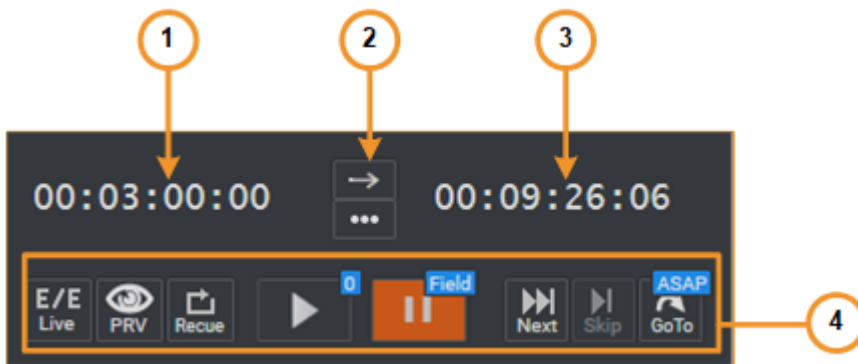 1 2 3
00:03:00:00 → 00:09:26:06
•••
0 Field ASAP
E/E Live PRV Recue Next Skip GoTo
4